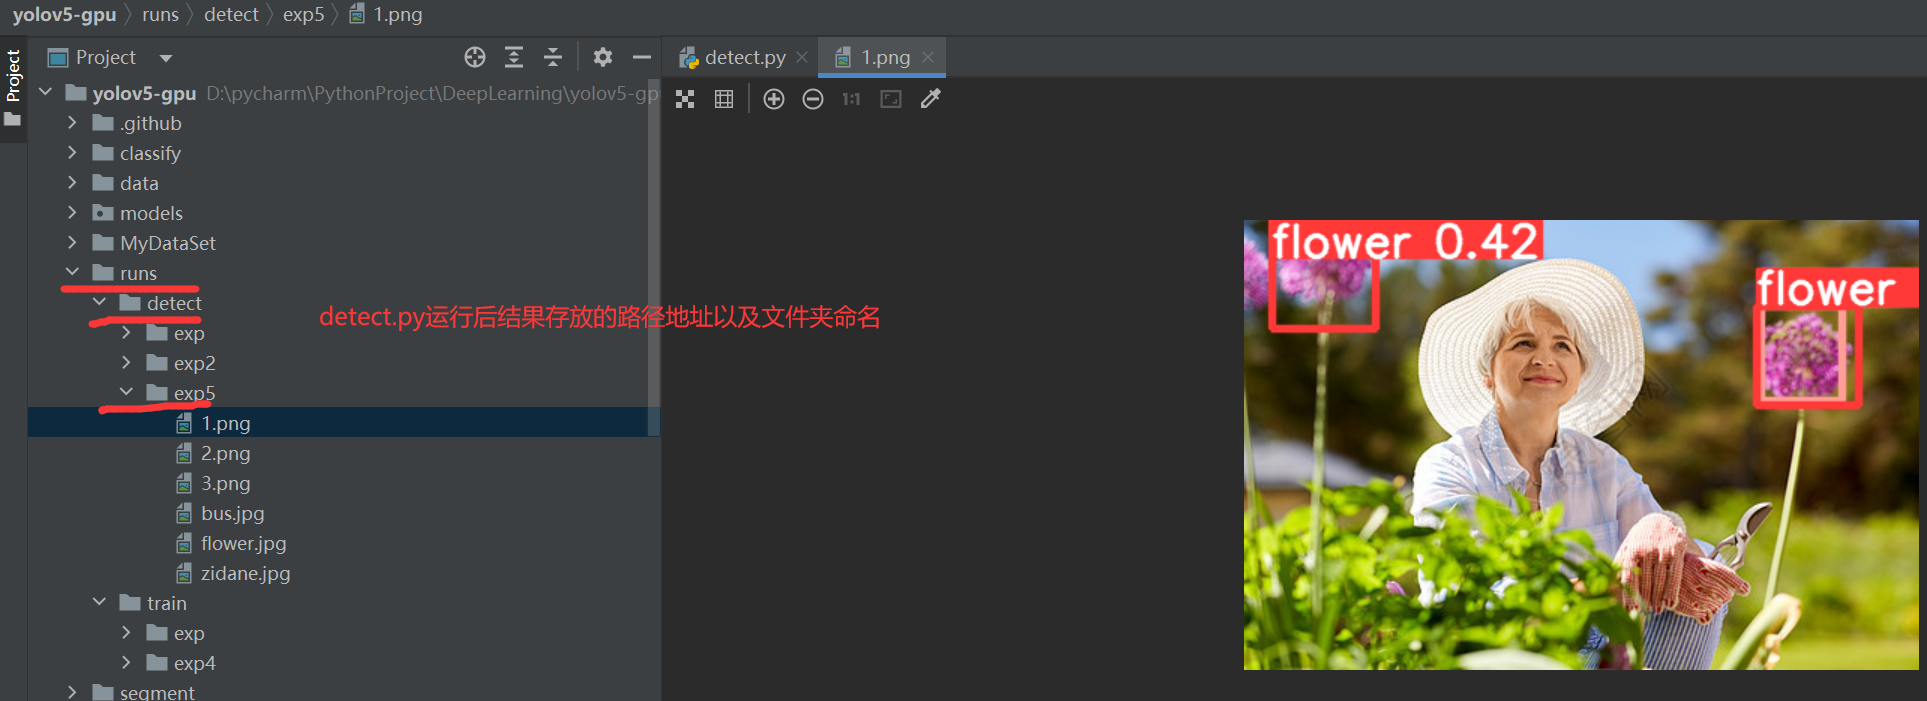 yolov5-gpu runs detect exp5 1.png
Project
Project
detect.py
1.png
yolov5-gpu D:\pycharm\PythonProject\DeepLearning\yolov5-gp
.github
classify
data
models
MyDataSet
runs
detect
exp
exp2
exp5
1.png
2.png
3.png
bus.jpg
flower.jpg
zidane.jpg
train
exp
exp4
segment
1:1
detect.py运行后结果存放的路径地址以及文件夹命名
flower 0.42
flower